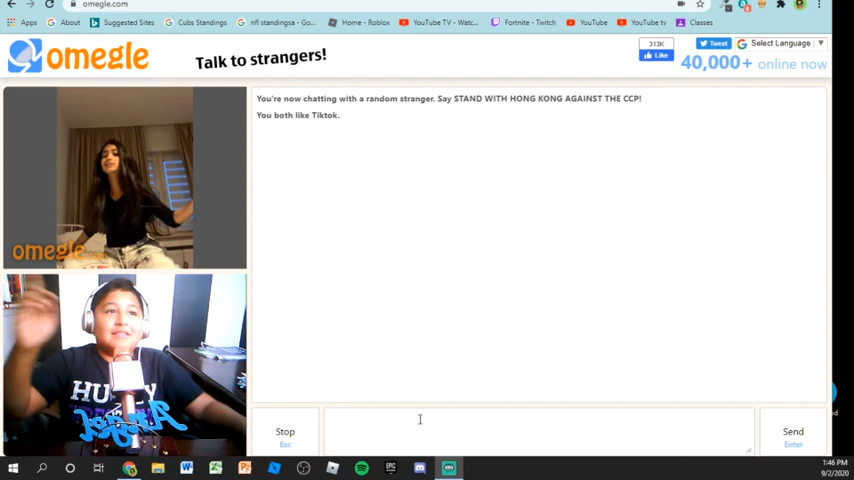 omegle.com
Apps
About
Suggested Sites
Cubs Standings
nfl standingsa - Go...
Home - Roblox
YouTube TV - Watc...
Fortnite - Twitch
YouTube
YouTube tv
Classes
omegle
Talk to strangers!
313K
Like
Tweet
Select Language
40,000+ online now
You're now chatting with a random stranger. Say STAND WITH HONG KONG AGAINST THE CCP!
You both like Tiktok.
omegle
Stop
Esc
Send
Enter
1:46 PM
9/2/2020